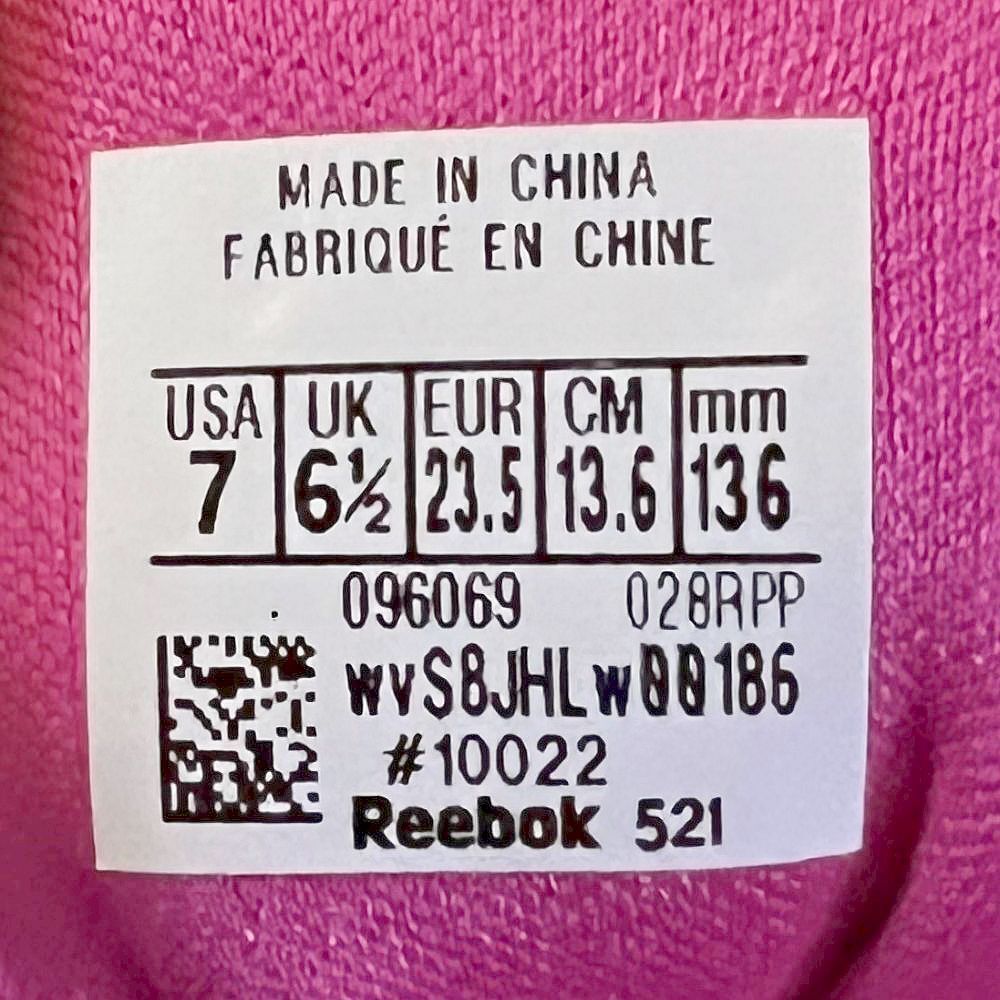 MADE IN CHINA
FABRIQUÉ EN CHINE
USA UK EUR CM mm
7 6½ 23.5 13.6 136
096069 028RPP
wvS8JHLw00186
#10022
Reebok 521